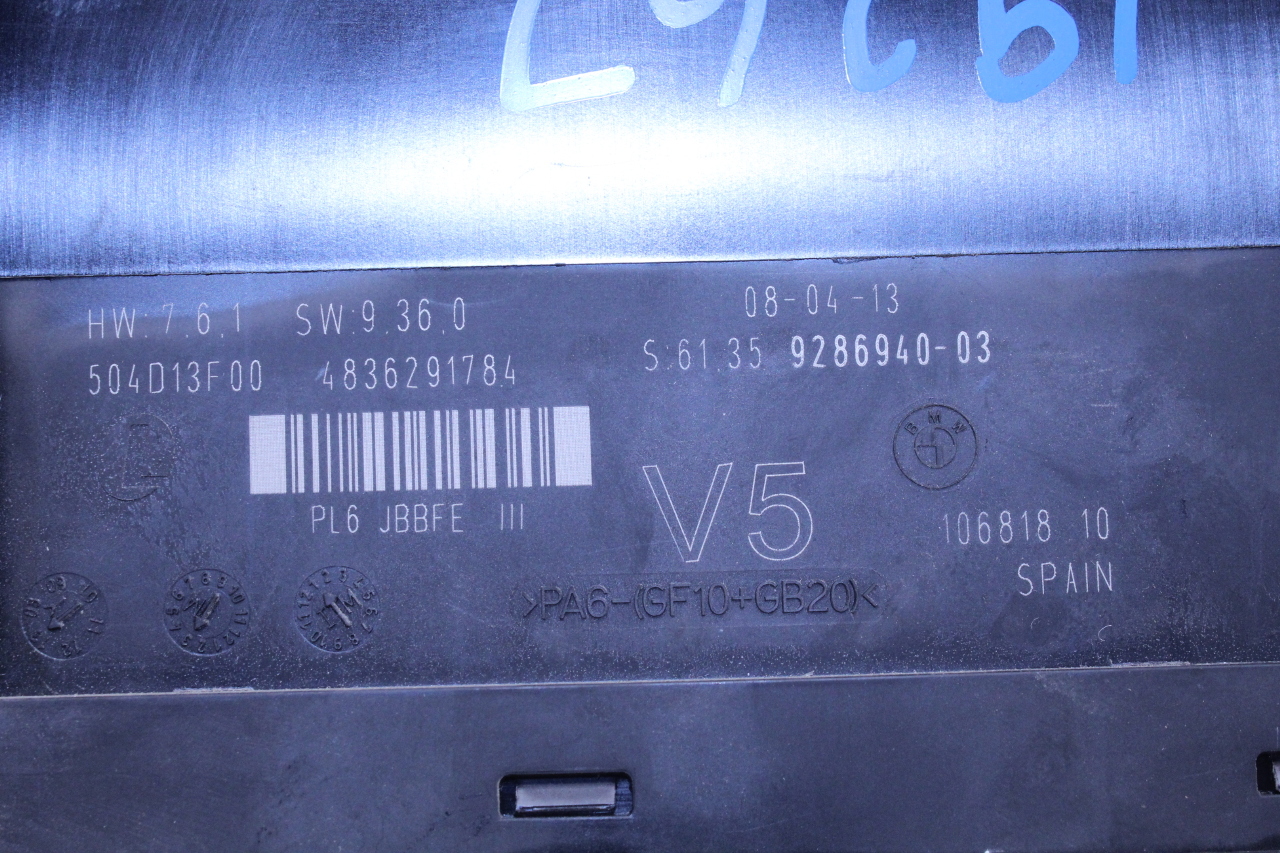 HW:7.6.1 SW:9.36.0
08-04-13
504D13F00 4836291784
S:61.35 9286940-03
BMW
PL6 JBBFE III
V5
106818 10
SPAIN
>PA6-(GF10+GB20)<